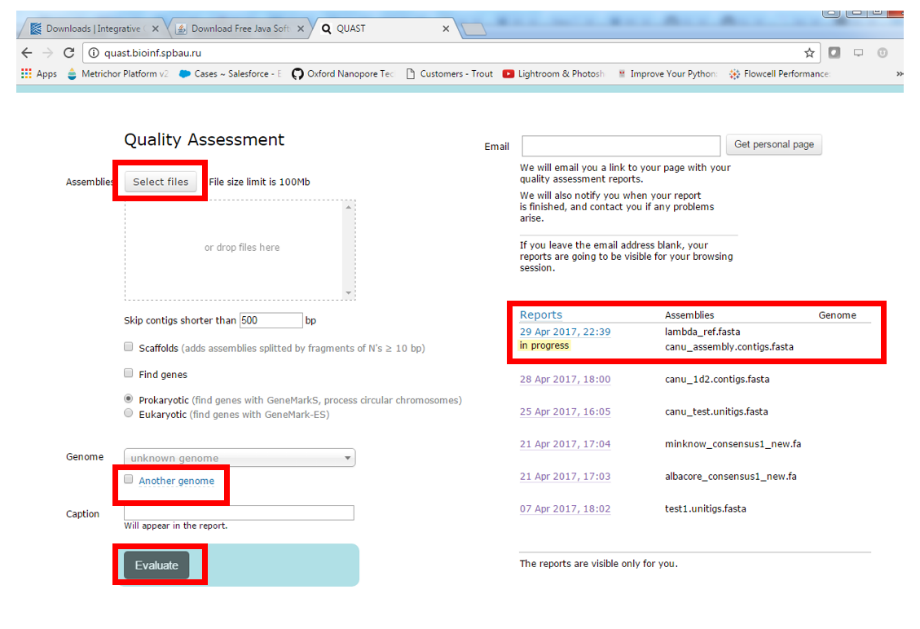 Downloads | Integrative
Download Free Java Soft
QUAST
quast.bioinf.spbau.ru
Apps
Metrichor Platform v2
Cases ~ Salesforce - E
Oxford Nanopore Tec
Customers - Trout
Lightroom & Photosh
Improve Your Python:
Flowcell Performance
Quality Assessment
Assemblies
Select files
File size limit is 100Mb
or drop files here
Skip contigs shorter than 500 bp
Scaffolds (adds assemblies splitted by fragments of N's ≥ 10 bp)
Find genes
Prokaryotic (find genes with GeneMarkS, process circular chromosomes)
Eukaryotic (find genes with GeneMark-ES)
Genome
unknown genome
Another genome
Caption
Will appear in the report.
Evaluate
Email
Get personal page
We will email you a link to your page with your
quality assessment reports.
We will also notify you when your report
is finished, and contact you if any problems
arise.
If you leave the email address blank, your
reports are going to be visible for your browsing
session.
Reports Assemblies Genome
29 Apr 2017, 22:39 lambda_ref.fasta
in progress canu_assembly.contigs.fasta
28 Apr 2017, 18:00 canu_1d2.contigs.fasta
25 Apr 2017, 16:05 canu_test.unitigs.fasta
21 Apr 2017, 17:04 minknow_consensus1_new.fa
21 Apr 2017, 17:03 albacore_consensus1_new.fa
07 Apr 2017, 18:02 test1.unitigs.fasta
The reports are visible only for you.